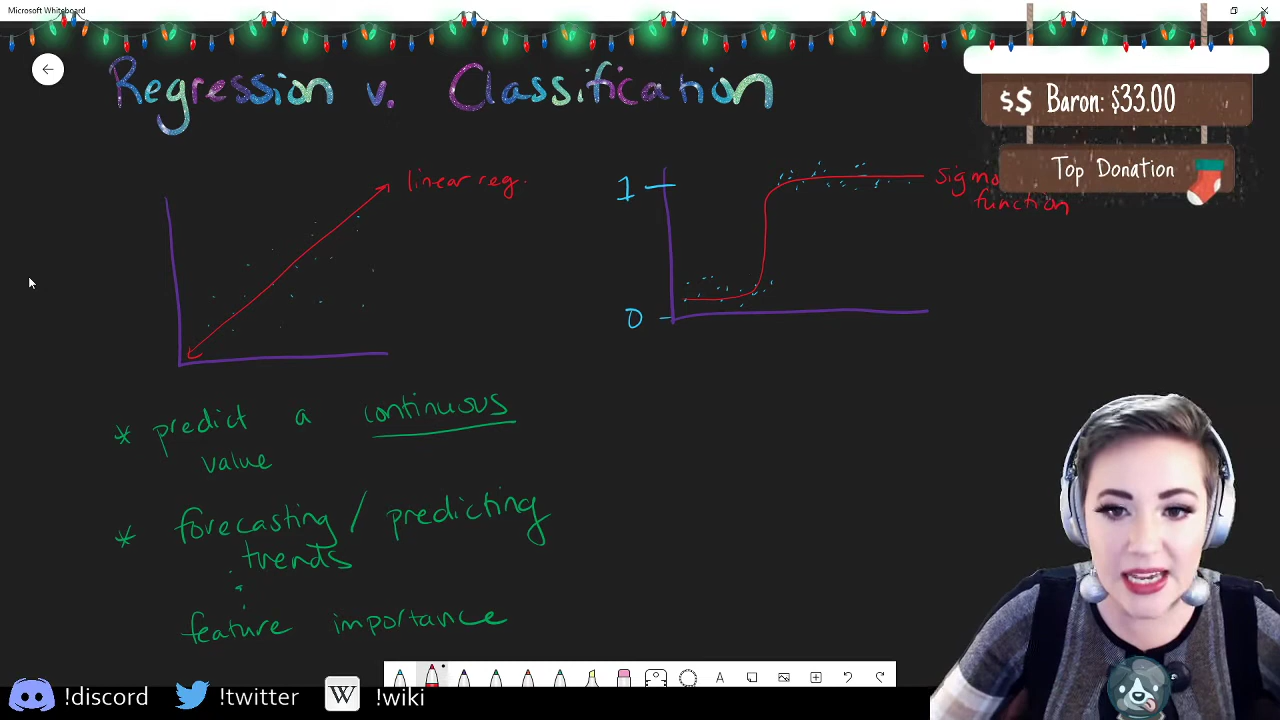 Microsoft Whiteboard
Regression v. Classification
$$ Baron: $33.00
Top Donation
linear reg.
1
function
0
* predict a continuous
value
* forecasting / predicting
trends
feature importance
A
!discord
!twitter
W !wiki